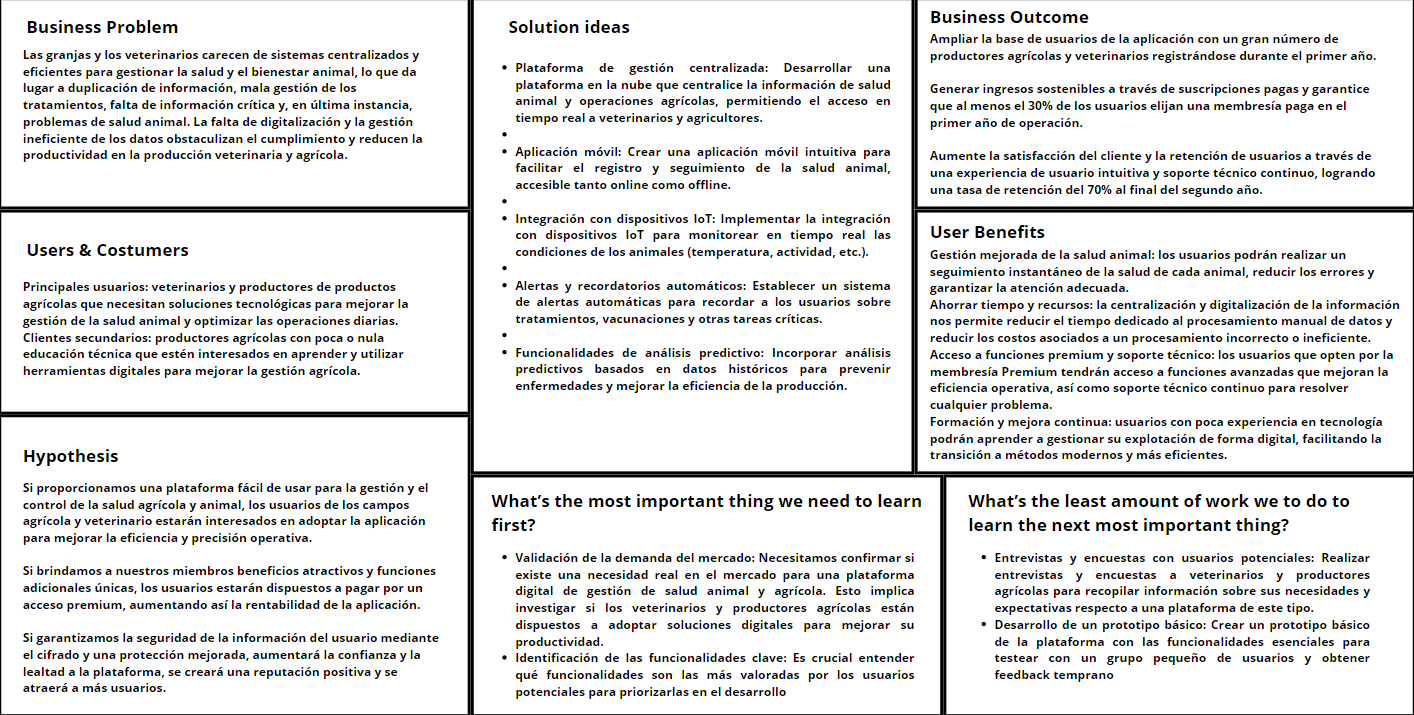 Business Problem
Las granjas y los veterinarios carecen de sistemas centralizados y
eficientes para gestionar la salud y el bienestar animal, lo que da
lugar a duplicación de información, mala gestión de los
tratamientos, falta de información crítica y, en última instancia,
problemas de salud animal. La falta de digitalización y la gestión
ineficiente de los datos obstaculizan el cumplimiento y reducen la
productividad en la producción veterinaria y agrícola.
Users & Costumers
Principales usuarios: veterinarios y productores de productos
agrícolas que necesitan soluciones tecnológicas para mejorar la
gestión de la salud animal y optimizar las operaciones diarias.
Clientes secundarios: productores agrícolas con poca o nula
educación técnica que estén interesados en aprender y utilizar
herramientas digitales para mejorar la gestión agrícola.
Hypothesis
Si proporcionamos una plataforma fácil de usar para la gestión y el
control de la salud agrícola y animal, los usuarios de los campos
agrícola y veterinario estarán interesados en adoptar la aplicación
para mejorar la eficiencia y precisión operativa.
Si brindamos a nuestros miembros beneficios atractivos y funciones
adicionales únicas, los usuarios estarán dispuestos a pagar por un
acceso premium, aumentando así la rentabilidad de la aplicación.
Si garantizamos la seguridad de la información del usuario mediante
el cifrado y una protección mejorada, aumentará la confianza y la
lealtad a la plataforma, se creará una reputación positiva y se
atraerá a más usuarios.
Solution ideas
• Plataforma de gestión centralizada: Desarrollar una
plataforma en la nube que centralice la información de salud
animal y operaciones agrícolas, permitiendo el acceso en
tiempo real a veterinarios y agricultores.
•
• Aplicación móvil: Crear una aplicación móvil intuitiva para
facilitar el registro y seguimiento de la salud animal,
accesible tanto online como offline.
•
• Integración con dispositivos IoT: Implementar la integración
con dispositivos IoT para monitorear en tiempo real las
condiciones de los animales (temperatura, actividad, etc.).
•
• Alertas y recordatorios automáticos: Establecer un sistema
de alertas automáticas para recordar a los usuarios sobre
tratamientos, vacunaciones y otras tareas críticas.
•
• Funcionalidades de análisis predictivo: Incorporar análisis
predictivos basados en datos históricos para prevenir
enfermedades y mejorar la eficiencia de la producción.
Business Outcome
Ampliar la base de usuarios de la aplicación con un gran número de
productores agrícolas y veterinarios registrándose durante el primer año.
Generar ingresos sostenibles a través de suscripciones pagas y garantice
que al menos el 30% de los usuarios elijan una membresía paga en el
primer año de operación.
Aumente la satisfacción del cliente y la retención de usuarios a través de
una experiencia de usuario intuitiva y soporte técnico continuo, logrando
una tasa de retención del 70% al final del segundo año.
User Benefits
Gestión mejorada de la salud animal: los usuarios podrán realizar un
seguimiento instantáneo de la salud de cada animal, reducir los errores y
garantizar la atención adecuada.
Ahorrar tiempo y recursos: la centralización y digitalización de la información
nos permite reducir el tiempo dedicado al procesamiento manual de datos y
reducir los costos asociados a un procesamiento incorrecto o ineficiente.
Acceso a funciones premium y soporte técnico: los usuarios que opten por la
membresía Premium tendrán acceso a funciones avanzadas que mejoran la
eficiencia operativa, así como soporte técnico continuo para resolver
cualquier problema.
Formación y mejora continua: usuarios con poca experiencia en tecnología
podrán aprender a gestionar su explotación de forma digital, facilitando la
transición a métodos modernos y más eficientes.
What's the most important thing we need to learn
first?
• Validación de la demanda del mercado: Necesitamos confirmar si
existe una necesidad real en el mercado para una plataforma
digital de gestión de salud animal y agrícola. Esto implica
investigar si los veterinarios y productores agrícolas están
dispuestos a adoptar soluciones digitales para mejorar su
productividad.
• Identificación de las funcionalidades clave: Es crucial entender
qué funcionalidades son las más valoradas por los usuarios
potenciales para priorizarlas en el desarrollo
What's the least amount of work we to do to
learn the next most important thing?
• Entrevistas y encuestas con usuarios potenciales: Realizar
entrevistas y encuestas a veterinarios y productores
agrícolas para recopilar información sobre sus necesidades y
expectativas respecto a una plataforma de este tipo.
• Desarrollo de un prototipo básico: Crear un prototipo básico
de la plataforma con las funcionalidades esenciales para
testear con un grupo pequeño de usuarios y obtener
feedback temprano